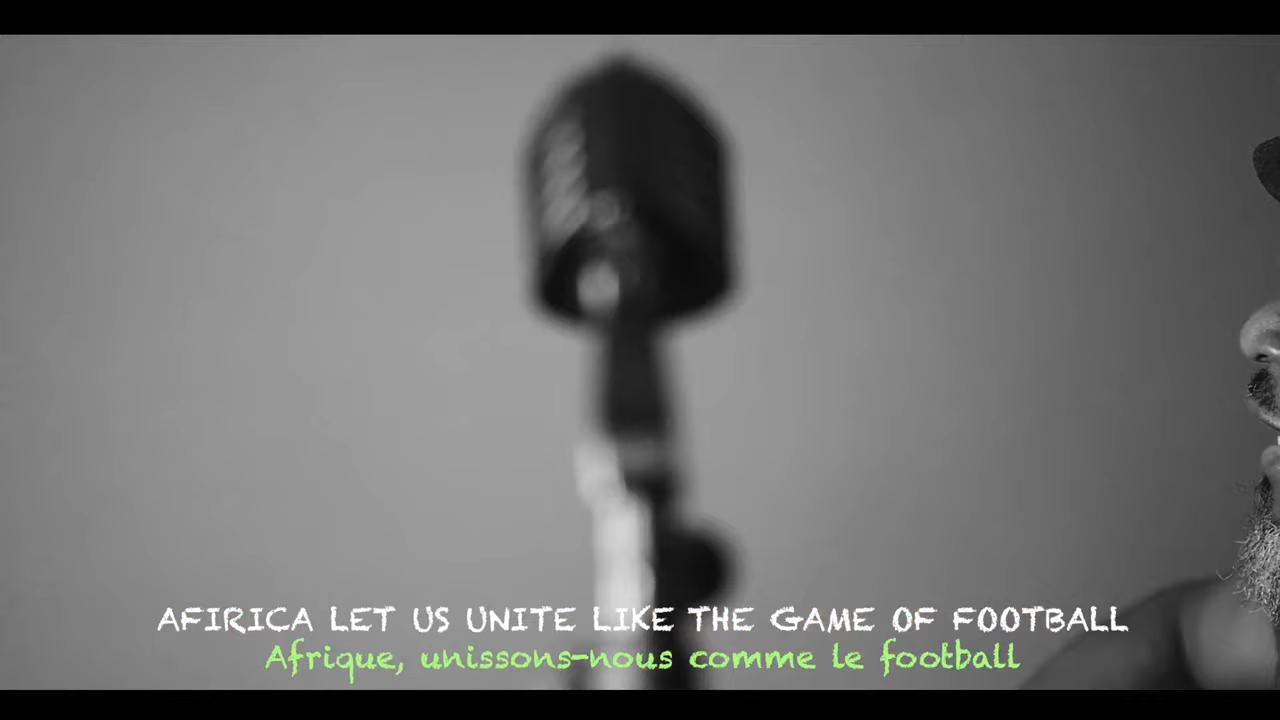 AFIRICA LET US UNITE LIKE THE GAME OF FOOTBALL
Afrique, unissons-nous comme le football